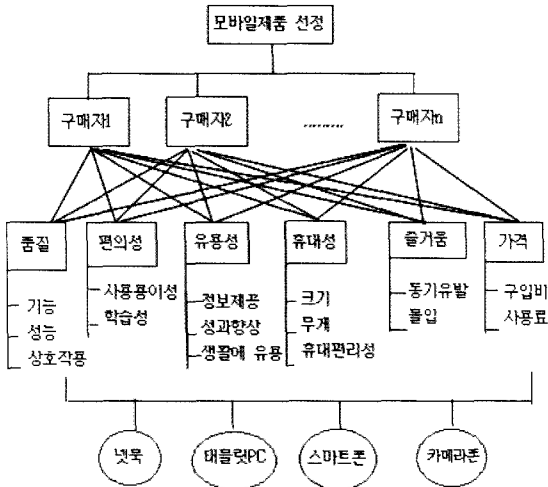 모바일제품 선정
구매자1 구매자2 ......... 구매자n
품질 편의성 유용성 휴대성 즐거움 가격
기능
성능
상호작용
사용용이성
학습성
정보제공
성과향상
생활에 유용
크기
무게
휴대편리성
동기유발
몰입
구입비
사용료
넷북 태블릿PC 스마트폰 카메라폰